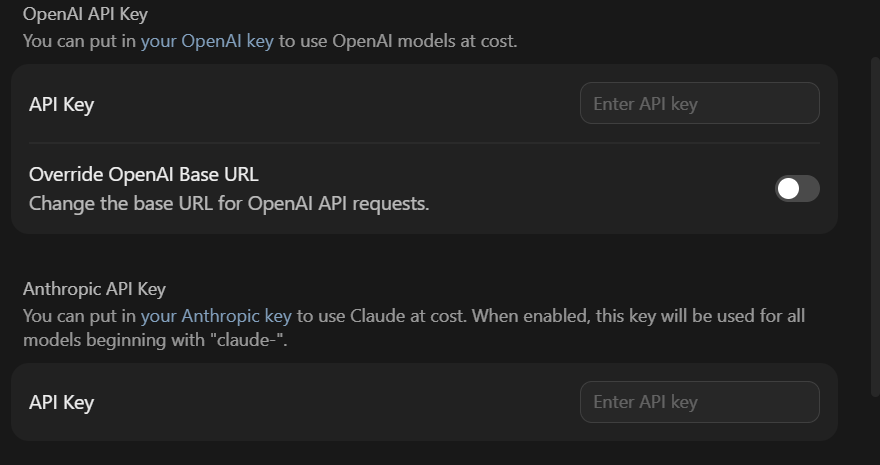 OpenAI API Key
You can put in your OpenAI key to use OpenAI models at cost.
API Key
Enter API key
Override OpenAI Base URL
Change the base URL for OpenAI API requests.
Anthropic API Key
You can put in your Anthropic key to use Claude at cost. When enabled, this key will be used for all
models beginning with "claude-".
API Key
Enter API key